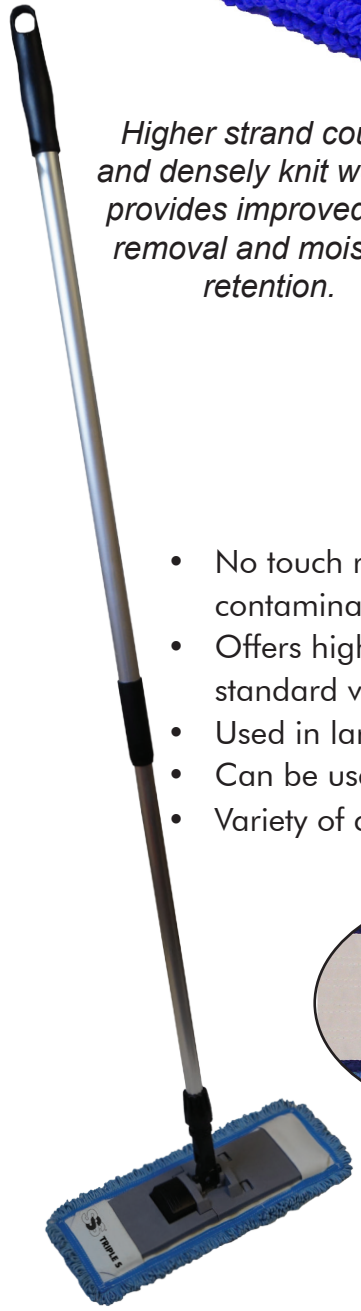 Higher strand cou
and densely knit w
provides improved
removal and mois
retention.
• No touch
contamina
• Offers high
standard v
• Used in lar
• Can be use
• Variety of
TRIPLE S